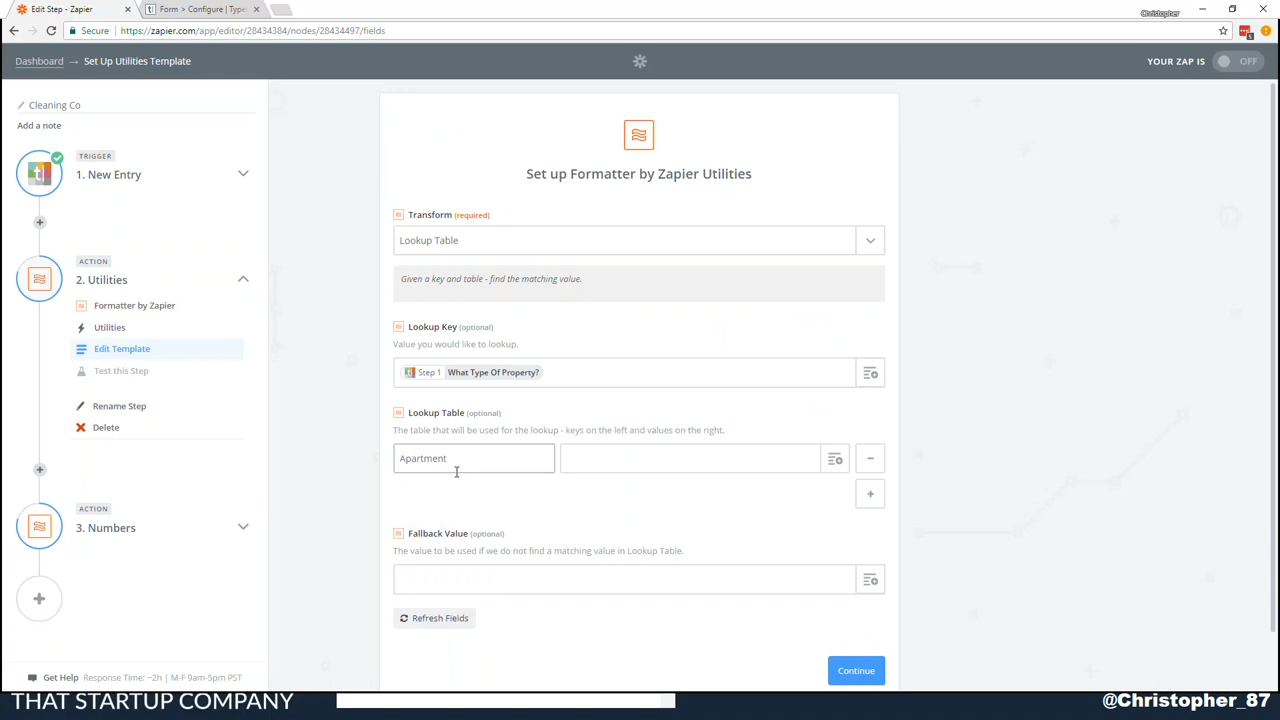 Edit Step - Zapier
Form > Configure | Type
Christopher
Secure
https://zapier.com/app/editor/28434384/nodes/28434497/fields
Dashboard → Set Up Utilities Template
YOUR ZAP IS OFF
Cleaning Co
Add a note
TRIGGER
1. New Entry
ACTION
2. Utilities
Formatter by Zapier
Utilities
Edit Template
Test this Step
Rename Step
Delete
ACTION
3. Numbers
Get Help Response Time: ~2h | M-F 9am-5pm PST
Set up Formatter by Zapier Utilities
Transform (required)
Lookup Table
Given a key and table - find the matching value.
Lookup Key (optional)
Value you would like to lookup.
Step 1 What Type Of Property?
Lookup Table (optional)
The table that will be used for the lookup - keys on the left and values on the right.
Apartment
Fallback Value (optional)
The value to be used if we do not find a matching value in Lookup Table.
Refresh Fields
Continue
THAT STARTUP COMPANY
@Christopher_87